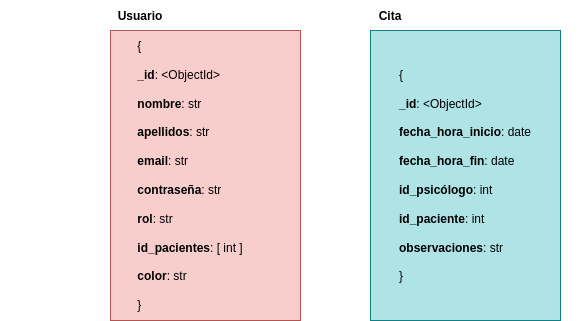 Usuario
{
_id: <ObjectId>
nombre: str
apellidos: str
email: str
contraseña: str
rol: str
id_pacientes: [ int ]
color: str
}
Cita
{
_id: <ObjectId>
fecha_hora_inicio: date
fecha_hora_fin: date
id_psicólogo: int
id_paciente: int
observaciones: str
}